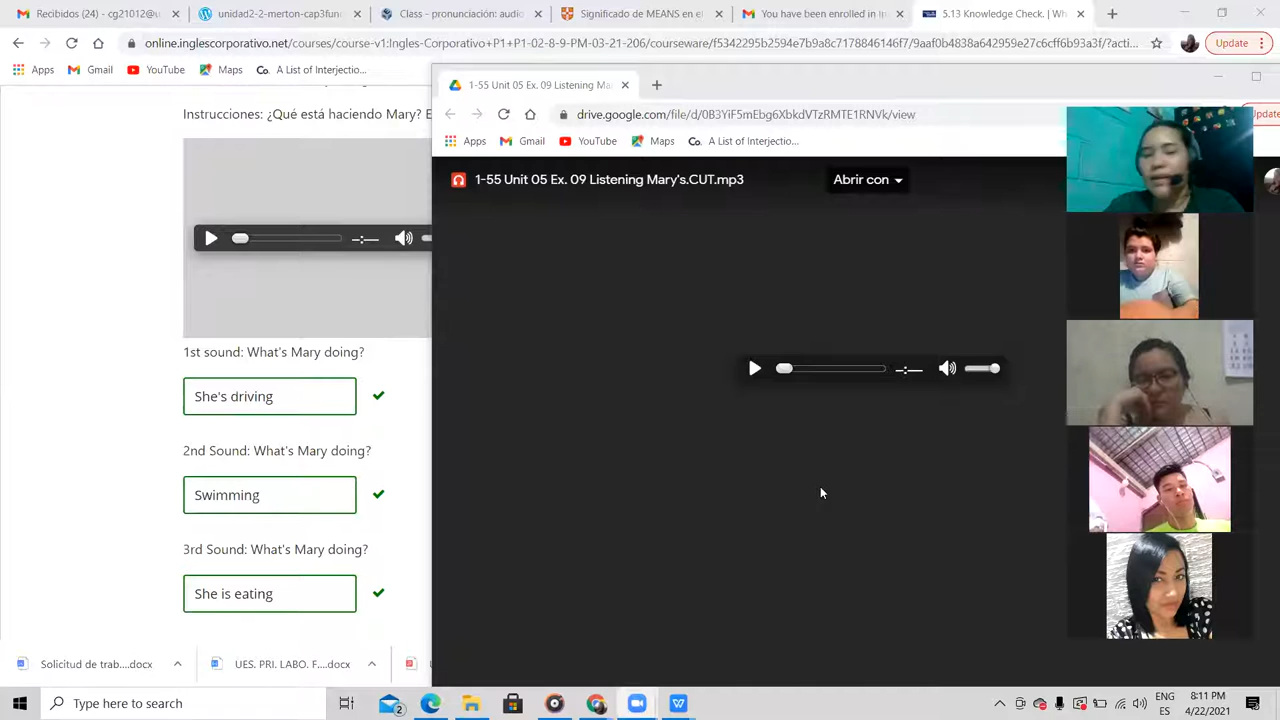 Recibidos (24) - cg21012@u
unidad2-2-merton-cap3fun
Class - pronunciación: audio
Significado de MEANS en e
You have been enrolled in In
5.13 Knowledge Check. | Wh
online.inglescorporativo.net/courses/course-v1:Ingles-Corporativo+P1+P1-02-8-9-PM-03-21-206/courseware/f5342295b2594e7b9a8c7178846146f7/9aaf0b4838a642959e27c6cff6b93a3f/?acti...
Update
Apps
Gmail
YouTube
Maps
Co.
A List of Interjectio...
1-55 Unit 05 Ex. 09 Listening Ma
drive.google.com/file/d/0B3YiF5mEbg6XbkdVTzRMTE1RNVk/view
Update
Apps
Gmail
YouTube
Maps
Co.
A List of Interjectio...
1-55 Unit 05 Ex. 09 Listening Mary's.CUT.mp3
Abrir con
Instrucciones: ¿Qué está haciendo Mary? E
1st sound: What's Mary doing?
She's driving
2nd Sound: What's Mary doing?
Swimming
3rd Sound: What's Mary doing?
She is eating
Solicitud de trab....docx
UES. PRI. LABO. F....docx
Type here to search
2
ENG
ES
8:11 PM
4/22/2021